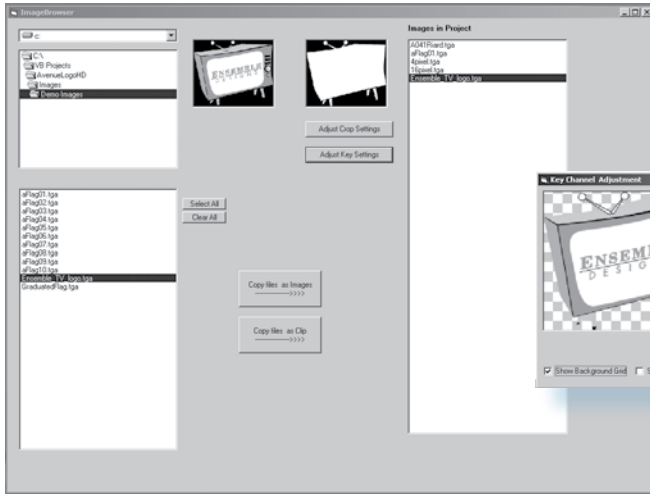 ImageBrowser
c:
C:\
VB Projects
AvenueLogoHD
Images
Demo Images
ENSEMBLE
DESIGNS
Adjust Crop Settings
Adjust Key Settings
Images in Project
A041Riard.tga
aFlag01.tga
4pixel.tga
16pixel.tga
Ensemble_TV_logo.tga
aFlag01.tga
aFlag02.tga
aFlag03.tga
aFlag04.tga
aFlag05.tga
aFlag06.tga
aFlag07.tga
aFlag08.tga
aFlag09.tga
aFlag10.tga
Ensemble_TV_logo.tga
GraduatedFlag.tga
Select All
Clear All
Copy files as Images
------------>>>>
Copy files as Clip
------------>>>>
Key Channel Adjustment
ENSEMB
DESIG
Show Background Grid
S